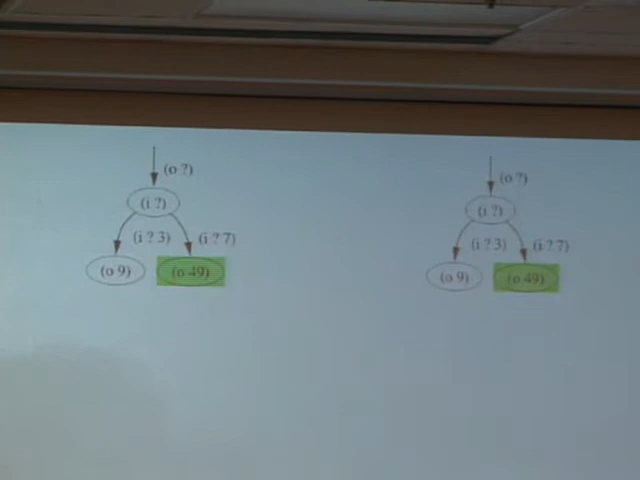 (o ?)
(i ?)
(i ? 3) (i ? 7)
(o 9) (o 49)
(o ?)
(i ?)
(i ? 3) (i ? 7)
(o 9) (o 49)